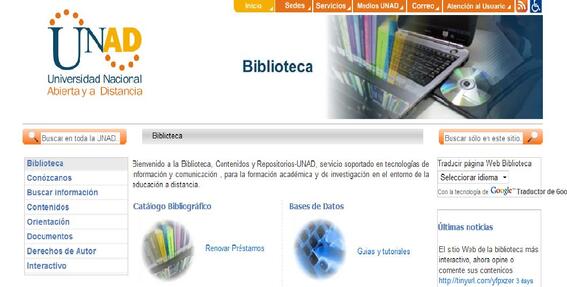 Inicio
Sedes
Servicios
Medios UNAD
Correo
Atención al Usuario
UNAD
Universidad Nacional
Abierta y a Distancia
Biblioteca
Buscar en toda la UNAD.
Biblioteca
Buscar sólo en este sitio.
Biblioteca
Conózcanos
Buscar información
Contenidos
Orientación
Documentos
Derechos de Autor
Interactivo
Bienvenido a la Biblioteca, Contenidos y Repositorios-UNAD, servicio soportado en tecnologías de
información y comunicación , para la formación académica y de investigación en el entorno de la
educación a distancia.
Catálogo Bibliográfico
Renovar Préstamos
Bases de Datos
Guías y tutoriales
Traducir página Web Biblioteca
Seleccionar idioma
Con la tecnología de Google™ Traductor de Goo
Últimas noticias
El sitio Web de la biblioteca más
interactivo, ahora opine o
comente sus contenicos
http://tinyurl.com/yfpxzer 3 days